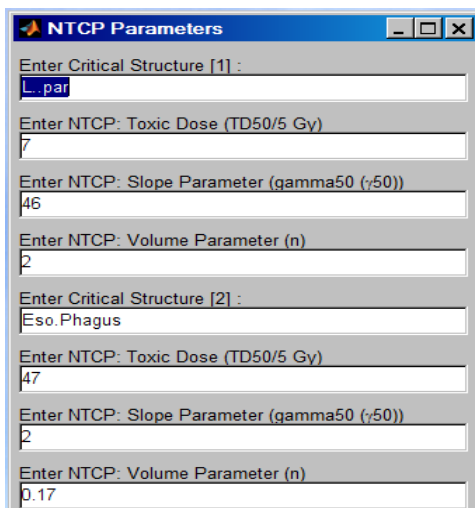 NTCP Parameters
Enter Critical Structure [1] :
L..par
Enter NTCP: Toxic Dose (TD50/5 Gy)
7
Enter NTCP: Slope Parameter (gamma50 (γ50))
46
Enter NTCP: Volume Parameter (n)
2
Enter Critical Structure [2] :
Eso.Phagus
Enter NTCP: Toxic Dose (TD50/5 Gy)
47
Enter NTCP: Slope Parameter (gamma50 (γ50))
2
Enter NTCP: Volume Parameter (n)
0.17